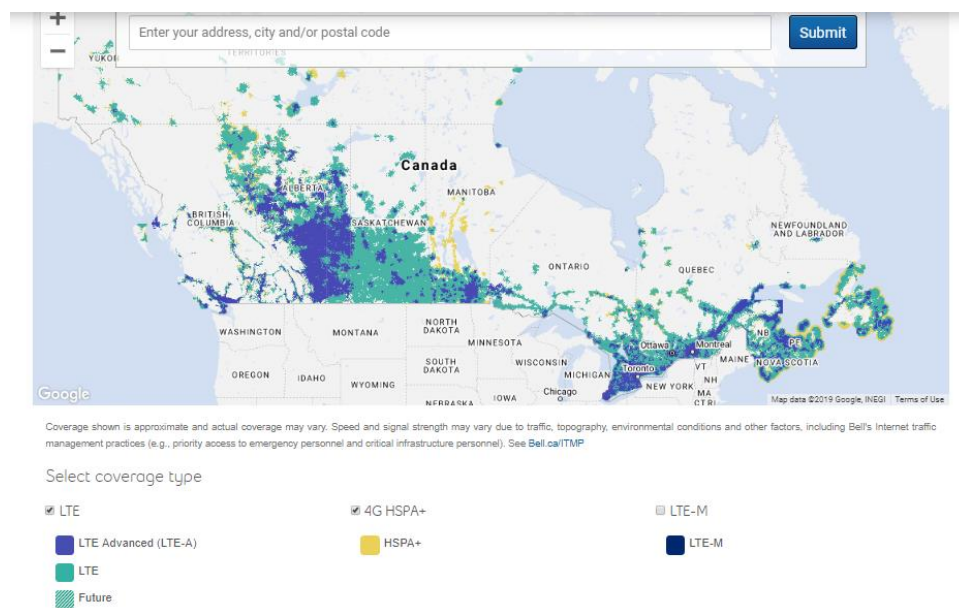 +
Enter your address, city and/or postal code
Submit
−
YUKON
TERRITORIES
Canada
ALBERTA
MANITOBA
BRITISH
COLUMBIA
SASKATCHEWAN
NEWFOUNDLAND
AND LABRADOR
ONTARIO
QUEBEC
NORTH
DAKOTA
WASHINGTON
MONTANA
MINNESOTA
Ottawa
Montreal
NB
PE
NOVA SCOTIA
MAINE
SOUTH
DAKOTA
WISCONSIN
MICHIGAN
Toronto
VT
NH
OREGON
IDAHO
WYOMING
NEW YORK
MA
CT RI
IOWA
Chicago
NEBRASKA
Google
Map data ©2019 Google, INEGI
Terms of Use
Coverage shown is approximate and actual coverage may vary. Speed and signal strength may vary due to traffic, topography, environmental conditions and other factors, including Bell's Internet traffic
management practices (e.g., priority access to emergency personnel and critical infrastructure personnel). See Bell.ca/ITMP
Select coverage type
LTE
4G HSPA+
LTE-M
LTE Advanced (LTE-A)
HSPA+
LTE-M
LTE
Future